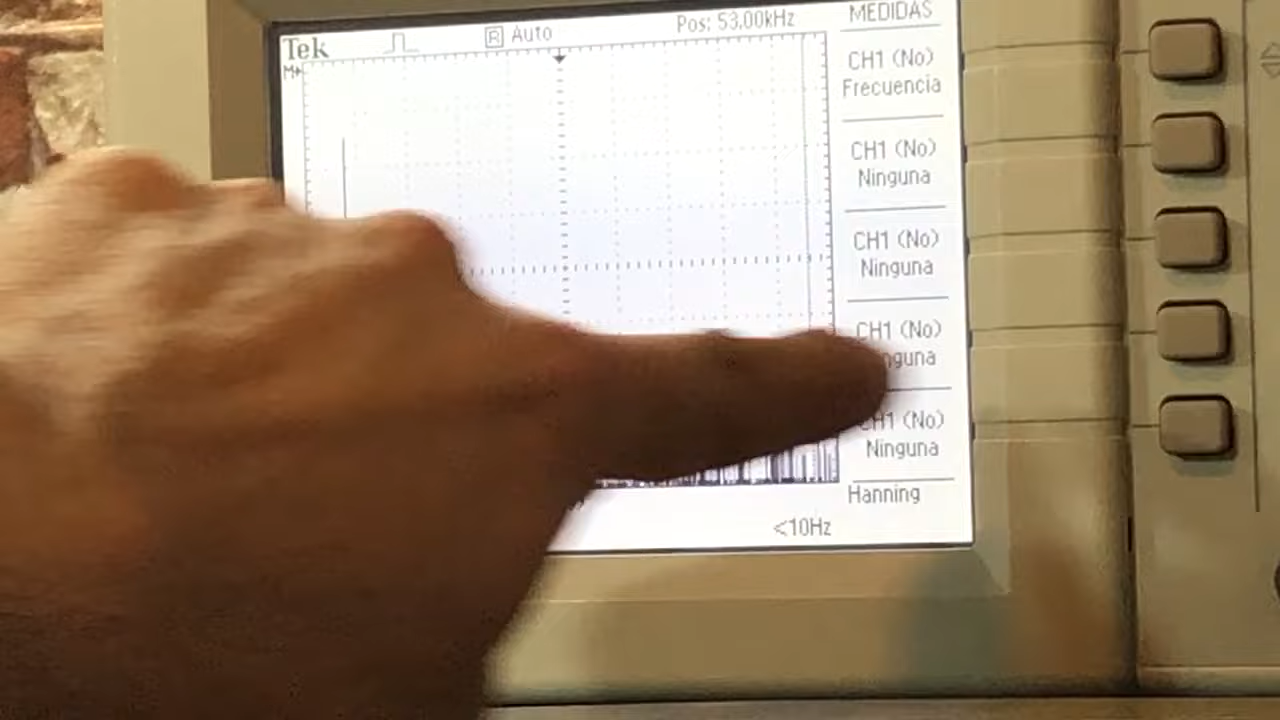 Tek
R Auto
Pos: 53.00kHz
MEDIDAS
M
CH1 (No)
Frecuencia
CH1 (No)
Ninguna
CH1 (No)
Ninguna
CH1 (No)
CH1 (No)
Ninguna
Hanning
<10Hz